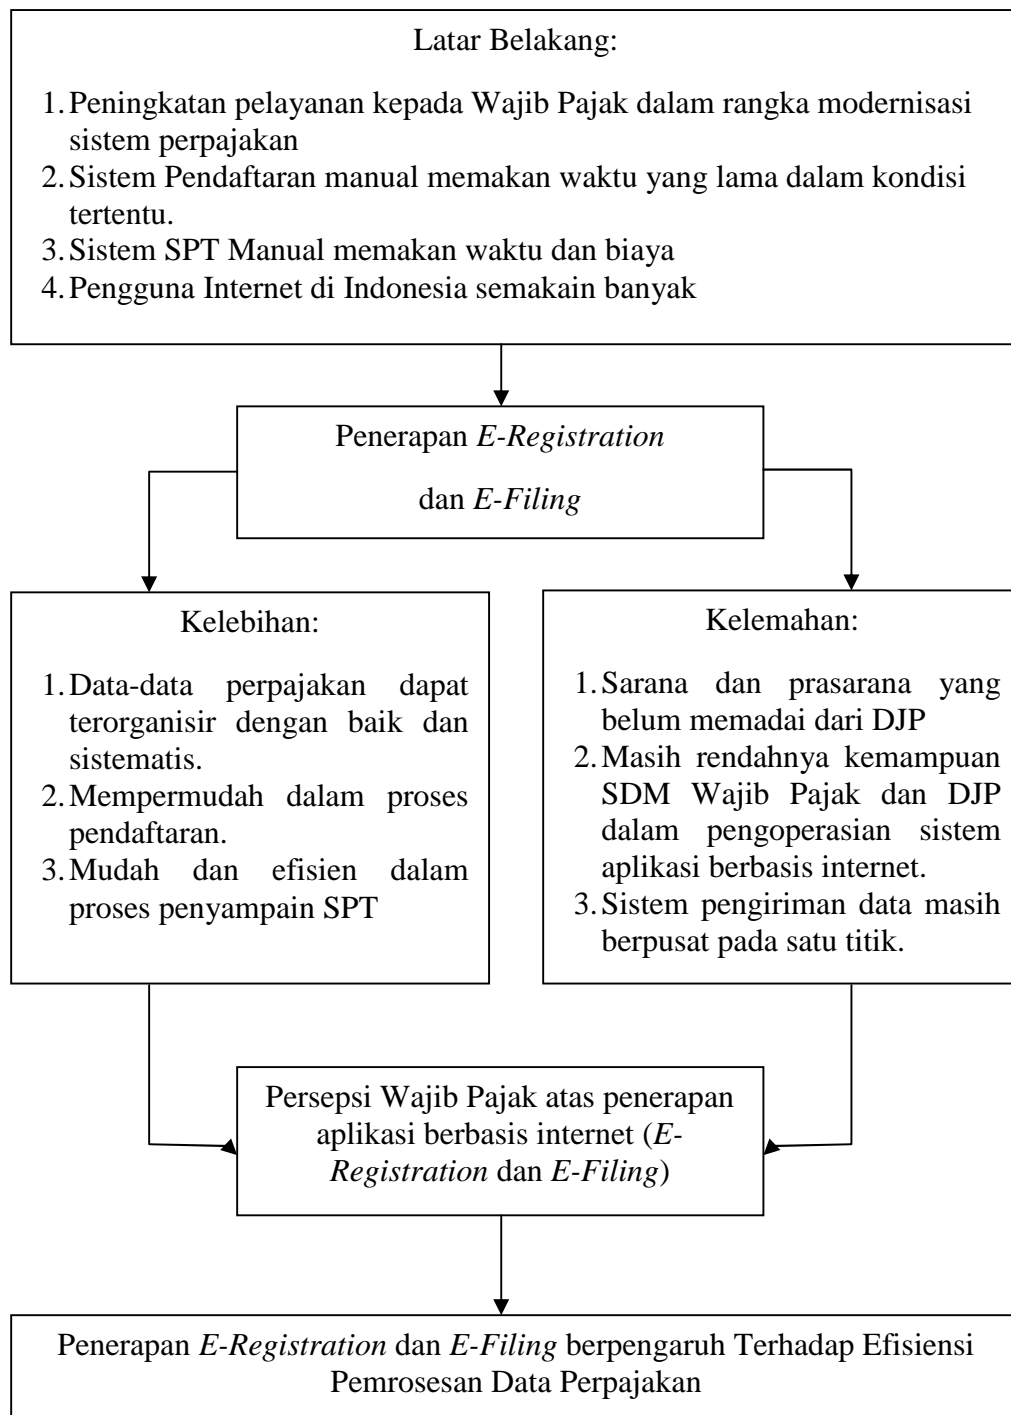 Latar Belakang:
1. Peningkatan pelayanan kepada Wajib Pajak dalam rangka modernisasi
sistem perpajakan
2. Sistem Pendaftaran manual memakan waktu yang lama dalam kondisi
tertentu.
3. Sistem SPT Manual memakan waktu dan biaya
4. Pengguna Internet di Indonesia semakain banyak
Penerapan E-Registration
dan E-Filing
Kelebihan:
1. Data-data perpajakan dapat
terorganisir dengan baik dan
sistematis.
2. Mempermudah dalam proses
pendaftaran.
3. Mudah dan efisien dalam
proses penyampain SPT
Kelemahan:
1. Sarana dan prasarana yang
belum memadai dari DJP
2. Masih rendahnya kemampuan
SDM Wajib Pajak dan DJP
dalam pengoperasian sistem
aplikasi berbasis internet.
3. Sistem pengiriman data masih
berpusat pada satu titik.
Persepsi Wajib Pajak atas penerapan
aplikasi berbasis internet (E-
Registration dan E-Filing)
Penerapan E-Registration dan E-Filing berpengaruh Terhadap Efisiensi
Pemrosesan Data Perpajakan